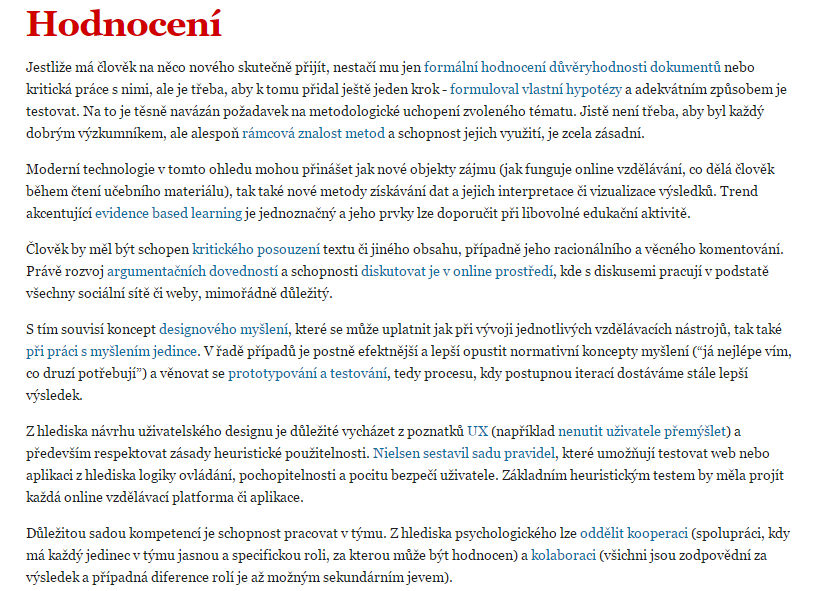 Hodnocení
Jestliže má člověk na něco nového skutečně přijít, nestačí mu jen formální hodnocení důvěryhodnosti dokumentů nebo
kritická práce s nimi, ale je třeba, aby k tomu přidal ještě jeden krok - formuloval vlastní hypotézy a adekvátním způsobem je
testovat. Na to je těsně navázán požadavek na metodologické uchopení zvoleného tématu. Jistě není třeba, aby byl každý
dobrým výzkumníkem, ale alespoň rámcová znalost metod a schopnost jejich využití, je zcela zásadní.
Moderní technologie v tomto ohledu mohou přinášet jak nové objekty zájmu (jak funguje online vzdělávání, co dělá člověk
během čtení učebního materiálu), tak také nové metody získávání dat a jejich interpretace či vizualizace výsledků. Trend
akcentující evidence based learning je jednoznačný a jeho prvky lze doporučit při libovolné edukační aktivitě.
Člověk by měl být schopen kritického posouzení textu či jiného obsahu, případně jeho racionálního a věcného komentování.
Právě rozvoj argumentačních dovedností a schopnosti diskutovat je v online prostředí, kde s diskusemi pracují v podstatě
všechny sociální sítě či weby, mimořádně důležitý.
S tím souvisí koncept designového myšlení, které se může uplatnit jak při vývoji jednotlivých vzdělávacích nástrojů, tak také
při práci s myšlením jedince. V řadě případů je postně efektnější a lepší opustit normativní koncepty myšlení (“já nejlépe vím,
co druzí potřebují”) a věnovat se prototypování a testování, tedy procesu, kdy postupnou iterací dostáváme stále lepší
výsledek.
Z hlediska návrhu uživatelského designu je důležité vycházet z poznatků UX (například nenutit uživatele přemýšlet) a
především respektovat zásady heuristické použitelnosti. Nielsen sestavil sadu pravidel, které umožňují testovat web nebo
aplikaci z hlediska logiky ovládání, pochopitelnosti a pocitu bezpečí uživatele. Základním heuristickým testem by měla projít
každá online vzdělávací platforma či aplikace.
Důležitou sadou kompetencí je schopnost pracovat v týmu. Z hlediska psychologického lze oddělit kooperaci (spolupráci, kdy
má každý jedinec v týmu jasnou a specifickou roli, za kterou může být hodnocen) a kolaboraci (všichni jsou zodpovědní za
výsledek a případná diference rolí je až možným sekundárním jevem).